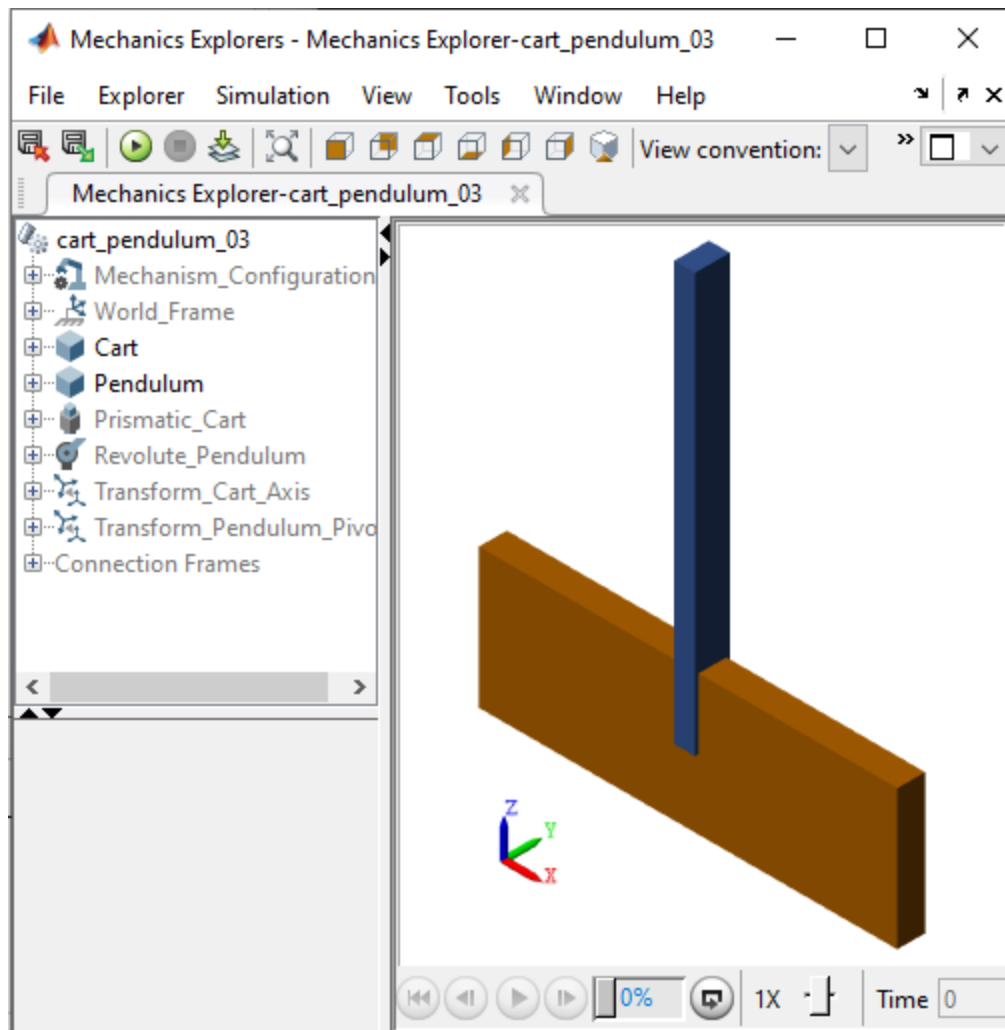 Mechanics Explorers - Mechanics Explorer-cart_pendulum_03
File Explorer Simulation View Tools Window Help
View convention:
Mechanics Explorer-cart_pendulum_03
cart_pendulum_03
Mechanism_Configuration
World_Frame
Cart
Pendulum
Prismatic_Cart
Revolute_Pendulum
Transform_Cart_Axis
Transform_Pendulum_Pivo
Connection Frames
Z
Y
X
0% 1X Time 0